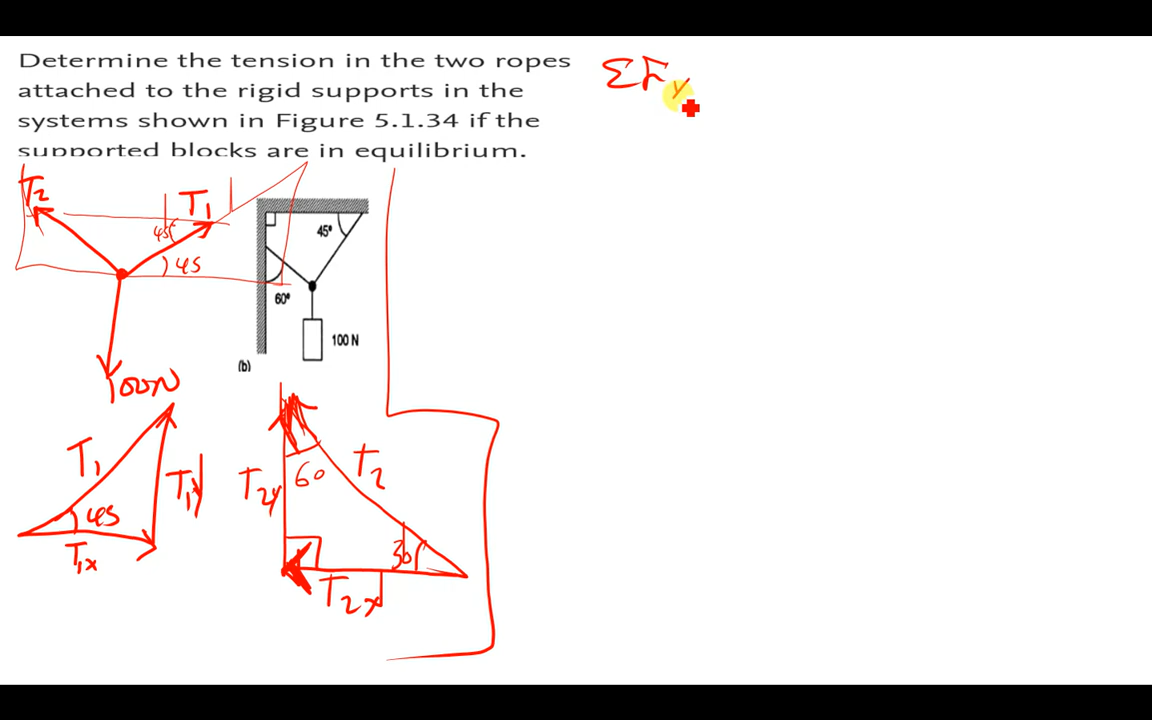 Determine the tension in the two ropes
attached to the rigid supports in the
systems shown in Figure 5.1.34 if the
supported blocks are in equilibrium.
ΣF y
T2
T1
45
45
45°
60°
100 N
(b)
100N
T1
T1y
45
T1x
T2y
60
T2
30
T2x